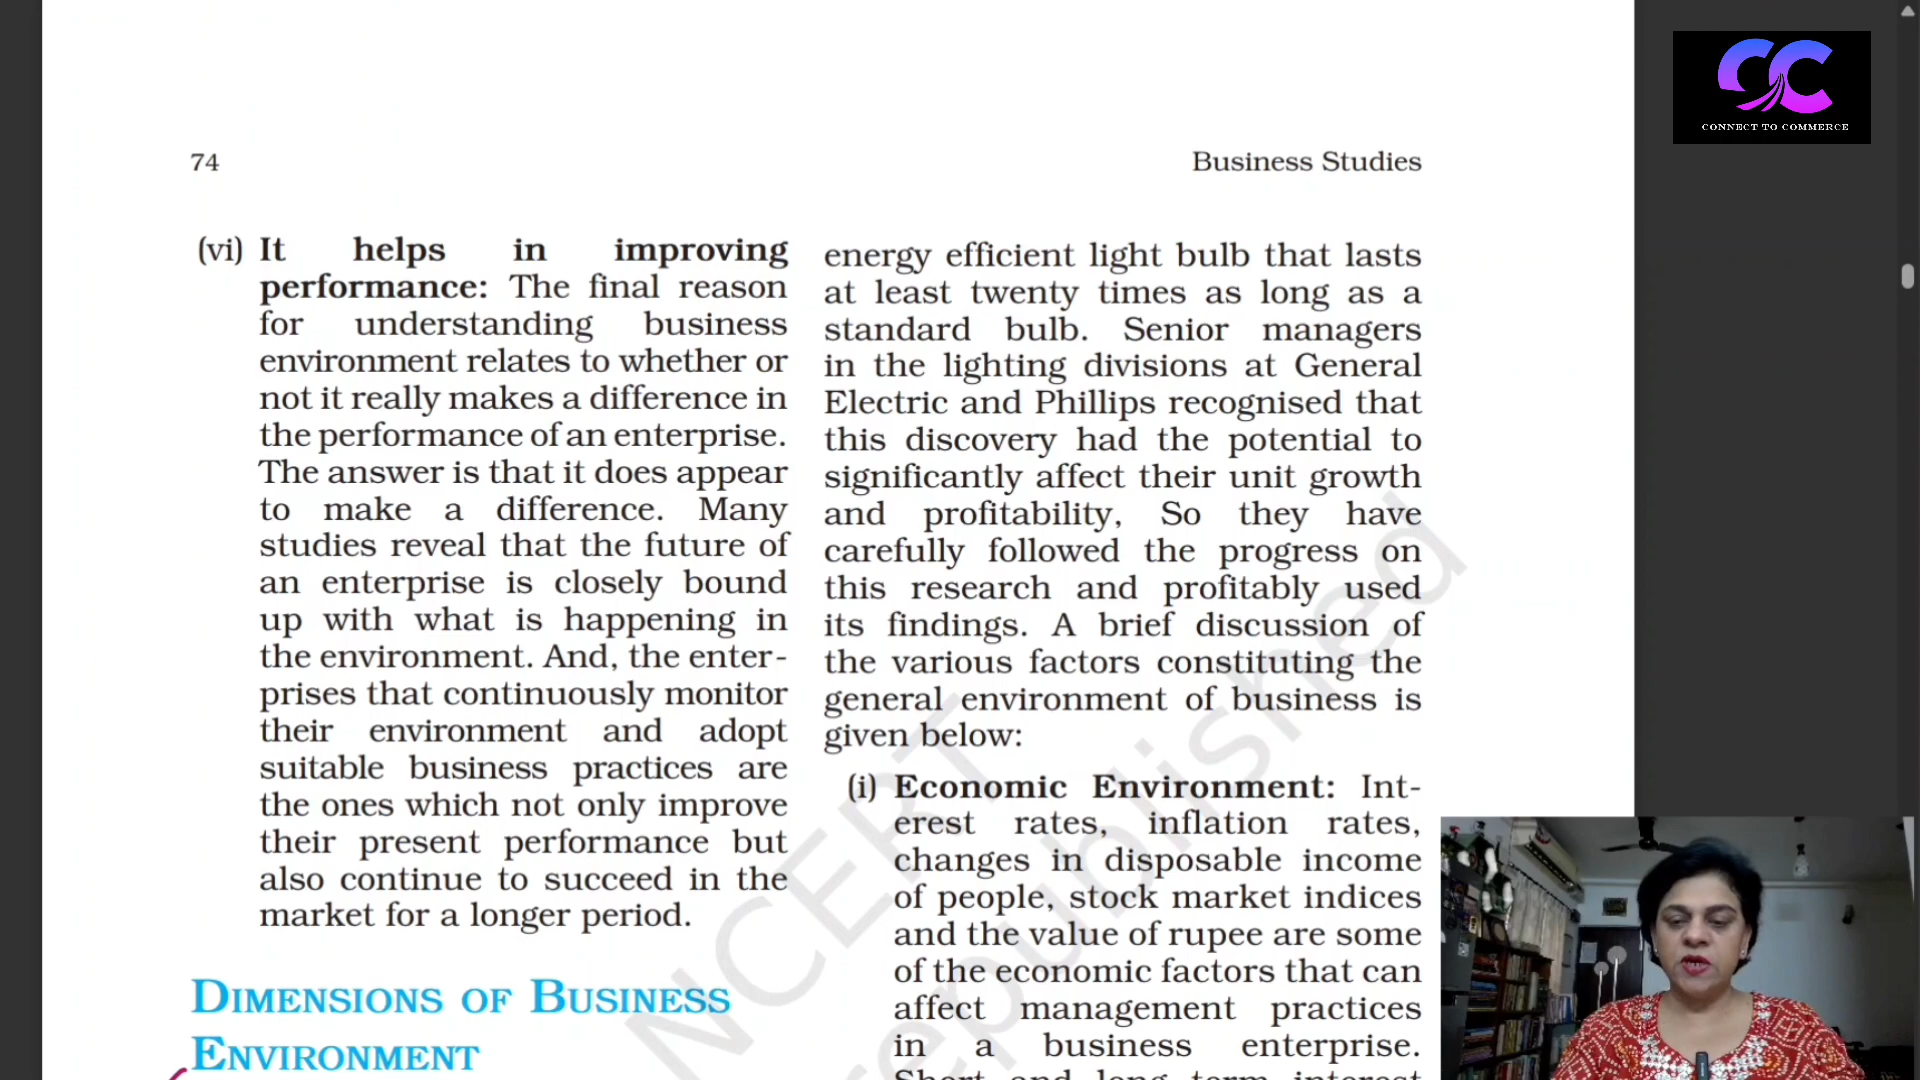 CONNECT TO COMMERCE
74
Business Studies
(vi) It helps in improving
performance: The final reason
for understanding business
environment relates to whether or
not it really makes a difference in
the performance of an enterprise.
The answer is that it does appear
to make a difference. Many
studies reveal that the future of
an enterprise is closely bound
up with what is happening in
the environment. And, the enter-
prises that continuously monitor
their environment and adopt
suitable business practices are
the ones which not only improve
their present performance but
also continue to succeed in the
market for a longer period.
DIMENSIONS OF BUSINESS
ENVIRONMENT
energy efficient light bulb that lasts
at least twenty times as long as a
standard bulb. Senior managers
in the lighting divisions at General
Electric and Phillips recognised that
this discovery had the potential to
significantly affect their unit growth
and profitability, So they have
carefully followed the progress on
this research and profitably used
its findings. A brief discussion of
the various factors constituting the
general environment of business is
given below:
(i) Economic Environment: Int-
erest rates, inflation rates,
changes in disposable income
of people, stock market indices
and the value of rupee are some
of the economic factors that can
affect management practices
in a business enterprise.
Short and long term interest
NCERT
republished